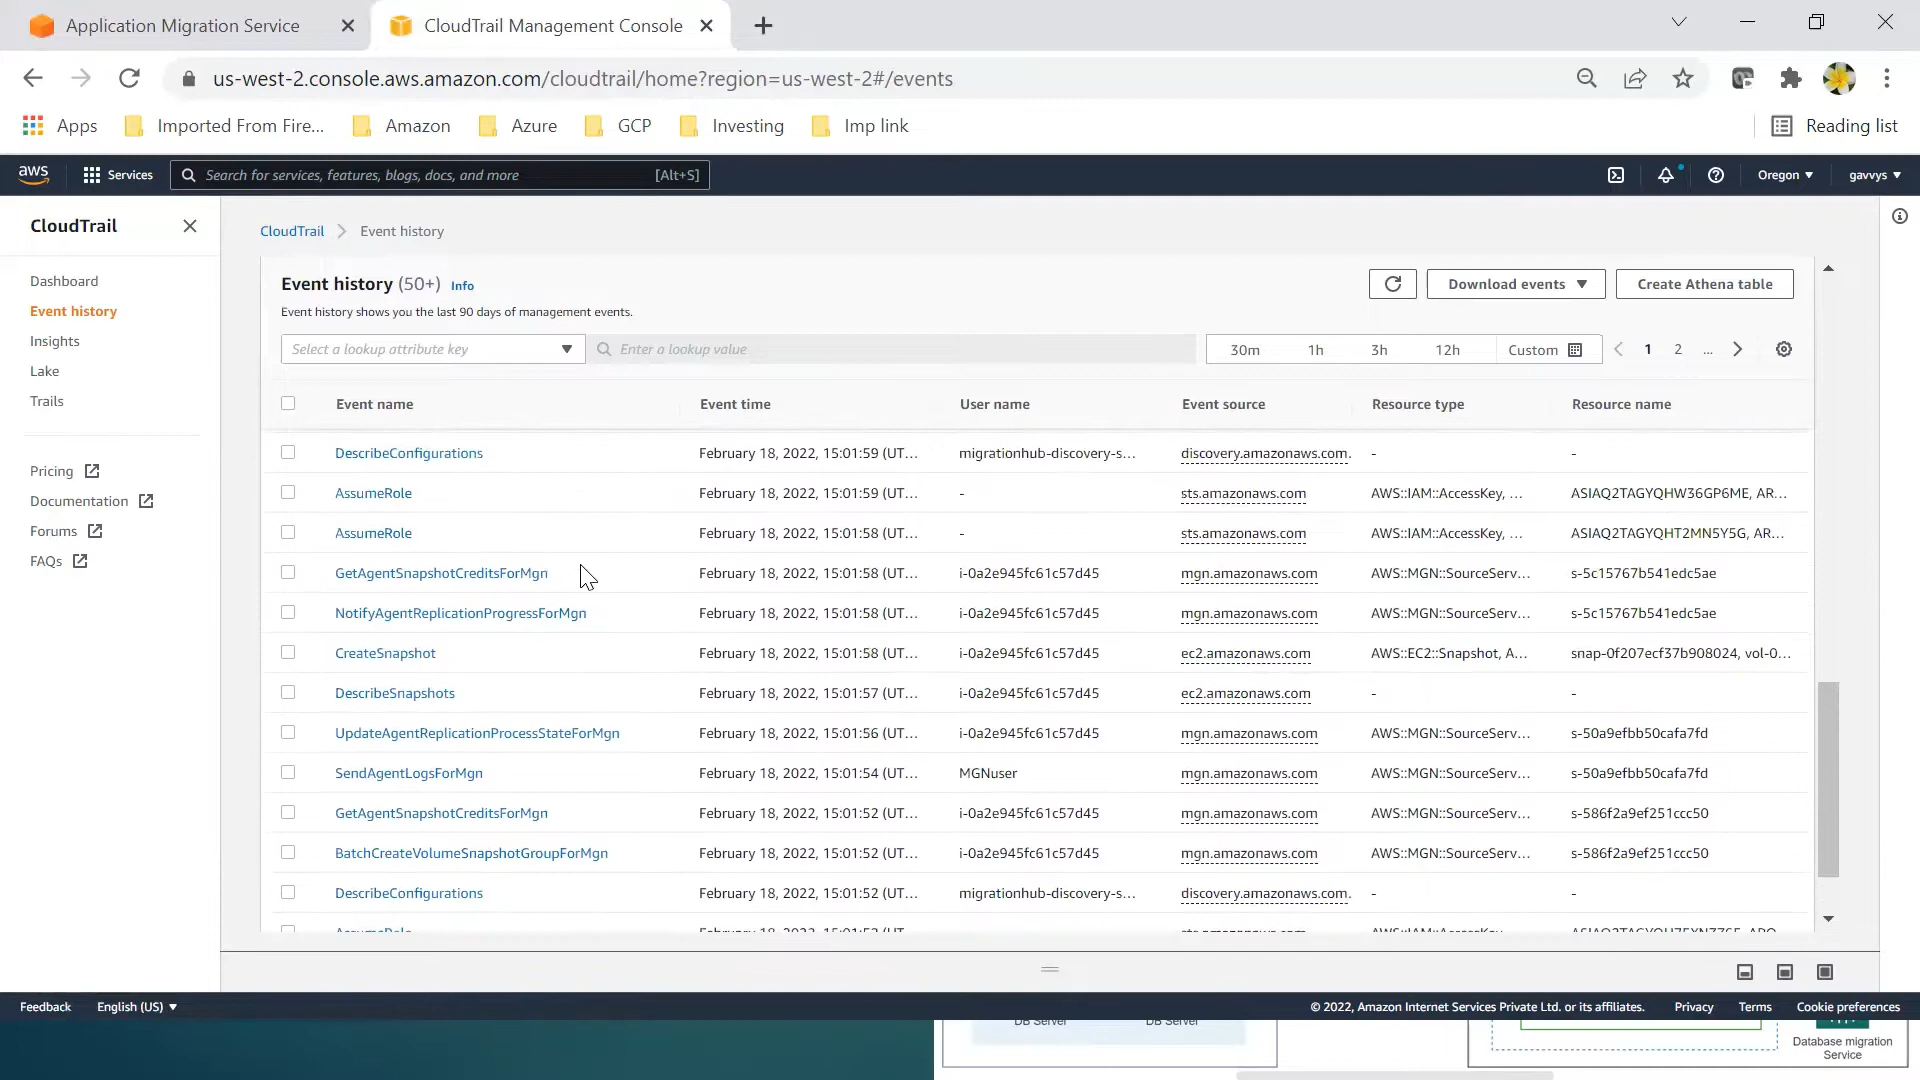 Application Migration Service
CloudTrail Management Console
us-west-2.console.aws.amazon.com/cloudtrail/home?region=us-west-2#/events
Apps Imported From Fire... Amazon Azure GCP Investing Imp link Reading list
aws Services Search for services, features, blogs, docs, and more [Alt+S] Oregon gavvys
CloudTrail
Dashboard
Event history
Insights
Lake
Trails
Pricing
Documentation
Forums
FAQs
CloudTrail Event history
Event history (50+) Info
Download events Create Athena table
Event history shows you the last 90 days of management events.
Select a lookup attribute key Enter a lookup value 30m 1h 3h 12h Custom 1 2 ...
Event name Event time User name Event source Resource type Resource name
DescribeConfigurations February 18, 2022, 15:01:59 (UT... migrationhub-discovery-s... discovery.amazonaws.com. - -
AssumeRole February 18, 2022, 15:01:59 (UT... - sts.amazonaws.com AWS::IAM::AccessKey, ... ASIAQ2TAGYQHW36GP6ME, AR...
AssumeRole February 18, 2022, 15:01:58 (UT... - sts.amazonaws.com AWS::IAM::AccessKey, ... ASIAQ2TAGYQHT2MN5Y5G, AR...
GetAgentSnapshotCreditsForMgn February 18, 2022, 15:01:58 (UT... i-0a2e945fc61c57d45 mgn.amazonaws.com AWS::MGN::SourceServ... s-5c15767b541edc5ae
NotifyAgentReplicationProgressForMgn February 18, 2022, 15:01:58 (UT... i-0a2e945fc61c57d45 mgn.amazonaws.com AWS::MGN::SourceServ... s-5c15767b541edc5ae
CreateSnapshot February 18, 2022, 15:01:58 (UT... i-0a2e945fc61c57d45 ec2.amazonaws.com AWS::EC2::Snapshot, A... snap-0f207ecf37b908024, vol-0...
DescribeSnapshots February 18, 2022, 15:01:57 (UT... i-0a2e945fc61c57d45 ec2.amazonaws.com - -
UpdateAgentReplicationProcessStateForMgn February 18, 2022, 15:01:56 (UT... i-0a2e945fc61c57d45 mgn.amazonaws.com AWS::MGN::SourceServ... s-50a9efbb50cafa7fd
SendAgentLogsForMgn February 18, 2022, 15:01:54 (UT... MGNuser mgn.amazonaws.com AWS::MGN::SourceServ... s-50a9efbb50cafa7fd
GetAgentSnapshotCreditsForMgn February 18, 2022, 15:01:52 (UT... i-0a2e945fc61c57d45 mgn.amazonaws.com AWS::MGN::SourceServ... s-586f2a9ef251ccc50
BatchCreateVolumeSnapshotGroupForMgn February 18, 2022, 15:01:52 (UT... i-0a2e945fc61c57d45 mgn.amazonaws.com AWS::MGN::SourceServ... s-586f2a9ef251ccc50
DescribeConfigurations February 18, 2022, 15:01:52 (UT... migrationhub-discovery-s... discovery.amazonaws.com. - -
Feedback English (US) © 2022, Amazon Internet Services Private Ltd. or its affiliates. Privacy Terms Cookie preferences
DB Server DB Server
Database migration
Service